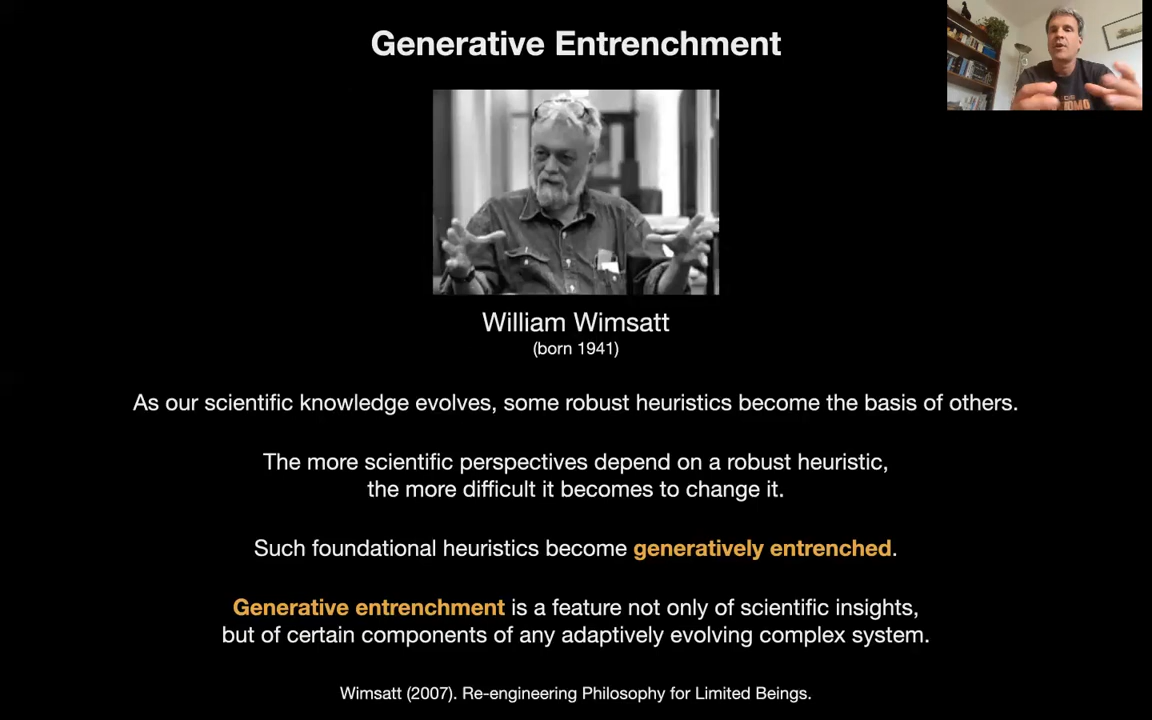 Generative Entrenchment
William Wimsatt
(born 1941)
As our scientific knowledge evolves, some robust heuristics become the basis of others.
The more scientific perspectives depend on a robust heuristic,
the more difficult it becomes to change it.
Such foundational heuristics become generatively entrenched.
Generative entrenchment is a feature not only of scientific insights,
but of certain components of any adaptively evolving complex system.
Wimsatt (2007). Re-engineering Philosophy for Limited Beings.